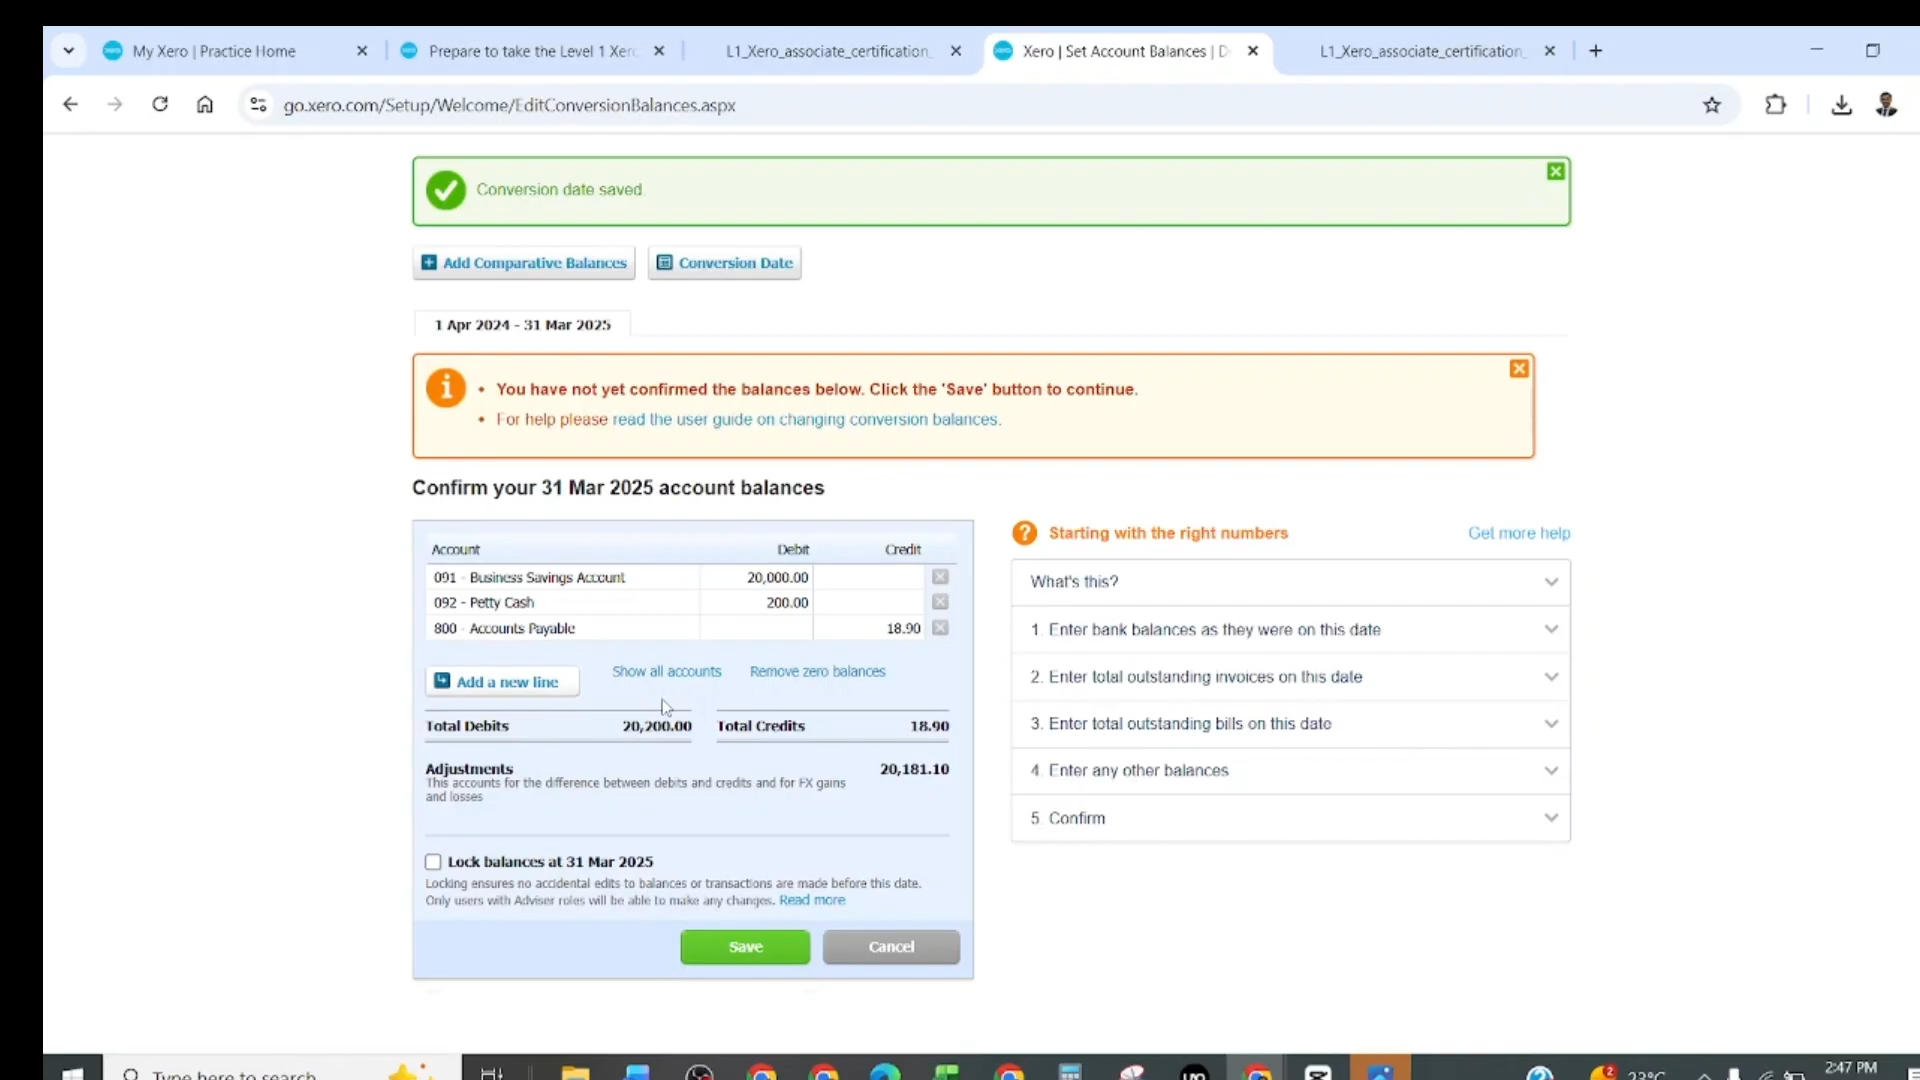 My Xero | Practice Home
Prepare to take the Level 1 Xero
L1_Xero_associate_certification_
Xero | Set Account Balances | D
L1_Xero_associate_certification_
go.xero.com/Setup/Welcome/EditConversionBalances.aspx
Conversion date saved
Add Comparative Balances
Conversion Date
1 Apr 2024 - 31 Mar 2025
• You have not yet confirmed the balances below. Click the 'Save' button to continue.
• For help please read the user guide on changing conversion balances.
Confirm your 31 Mar 2025 account balances
Account Debit Credit
091 - Business Savings Account 20,000.00
092 - Petty Cash 200.00
800 - Accounts Payable 18.90
Add a new line
Show all accounts
Remove zero balances
Total Debits 20,200.00 Total Credits 18.90
Adjustments 20,181.10
This accounts for the difference between debits and credits and for FX gains
and losses
Lock balances at 31 Mar 2025
Locking ensures no accidental edits to balances or transactions are made before this date.
Only users with Adviser roles will be able to make any changes. Read more
Save
Cancel
Starting with the right numbers
Get more help
What's this?
1. Enter bank balances as they were on this date
2. Enter total outstanding invoices on this date
3. Enter total outstanding bills on this date
4. Enter any other balances
5. Confirm
Type here to search
2
23°C
2:47 PM